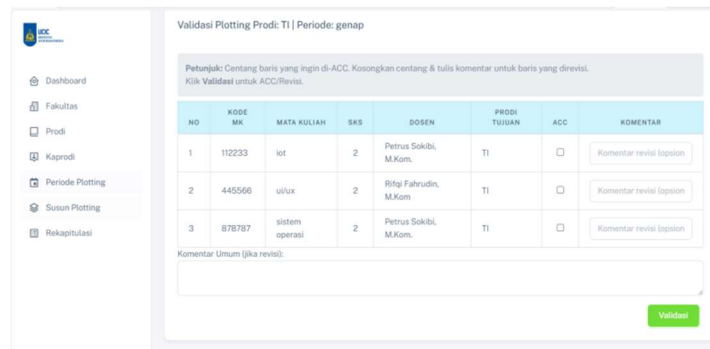 UCIC
Dashboard
Fakultas
Prodi
Kaprodi
Periode Plotting
Susun Plotting
Rekapitulasi
Validasi Plotting Prodi: TI | Periode: genap
Petunjuk: Centang baris yang ingin di-ACC. Kosongkan centang & tulis komentar untuk baris yang direvisi.
Klik Validasi untuk ACC/Revisi.
NO KODE MK MATA KULIAH SKS DOSEN PRODI TUJUAN ACC KOMENTAR
1 112233 iot 2 Petrus Sokibi, M.Kom. TI Komentar revisi (opsion
2 445566 ui/ux 2 Rifqi Fahrudin, M.Kom TI Komentar revisi (opsion
3 878787 sistem operasi 2 Petrus Sokibi, M.Kom. TI Komentar revisi (opsion
Komentar Umum (jika revisi):
Validasi